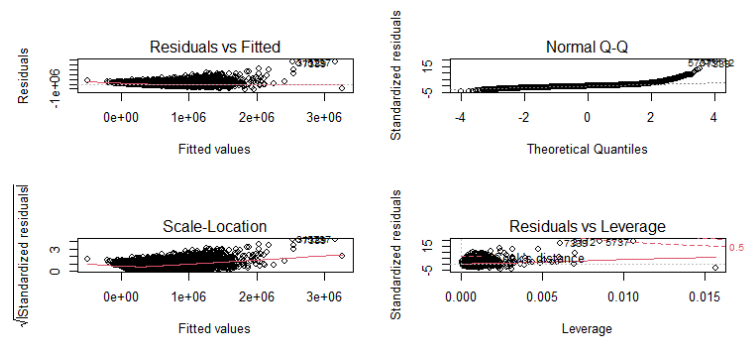 Residuals vs Fitted
Residuals
-1e+06
0e+00
1e+06
2e+06
3e+06
Fitted values
Normal Q-Q
Standardized residuals
-5
15
-4
-2
0
2
4
Theoretical Quantiles
Scale-Location
√|Standardized residuals|
0
3
0e+00
1e+06
2e+06
3e+06
Fitted values
Residuals vs Leverage
Standardized residuals
-5
15
5737
0.5
distance
0.000
0.005
0.010
0.015
Leverage